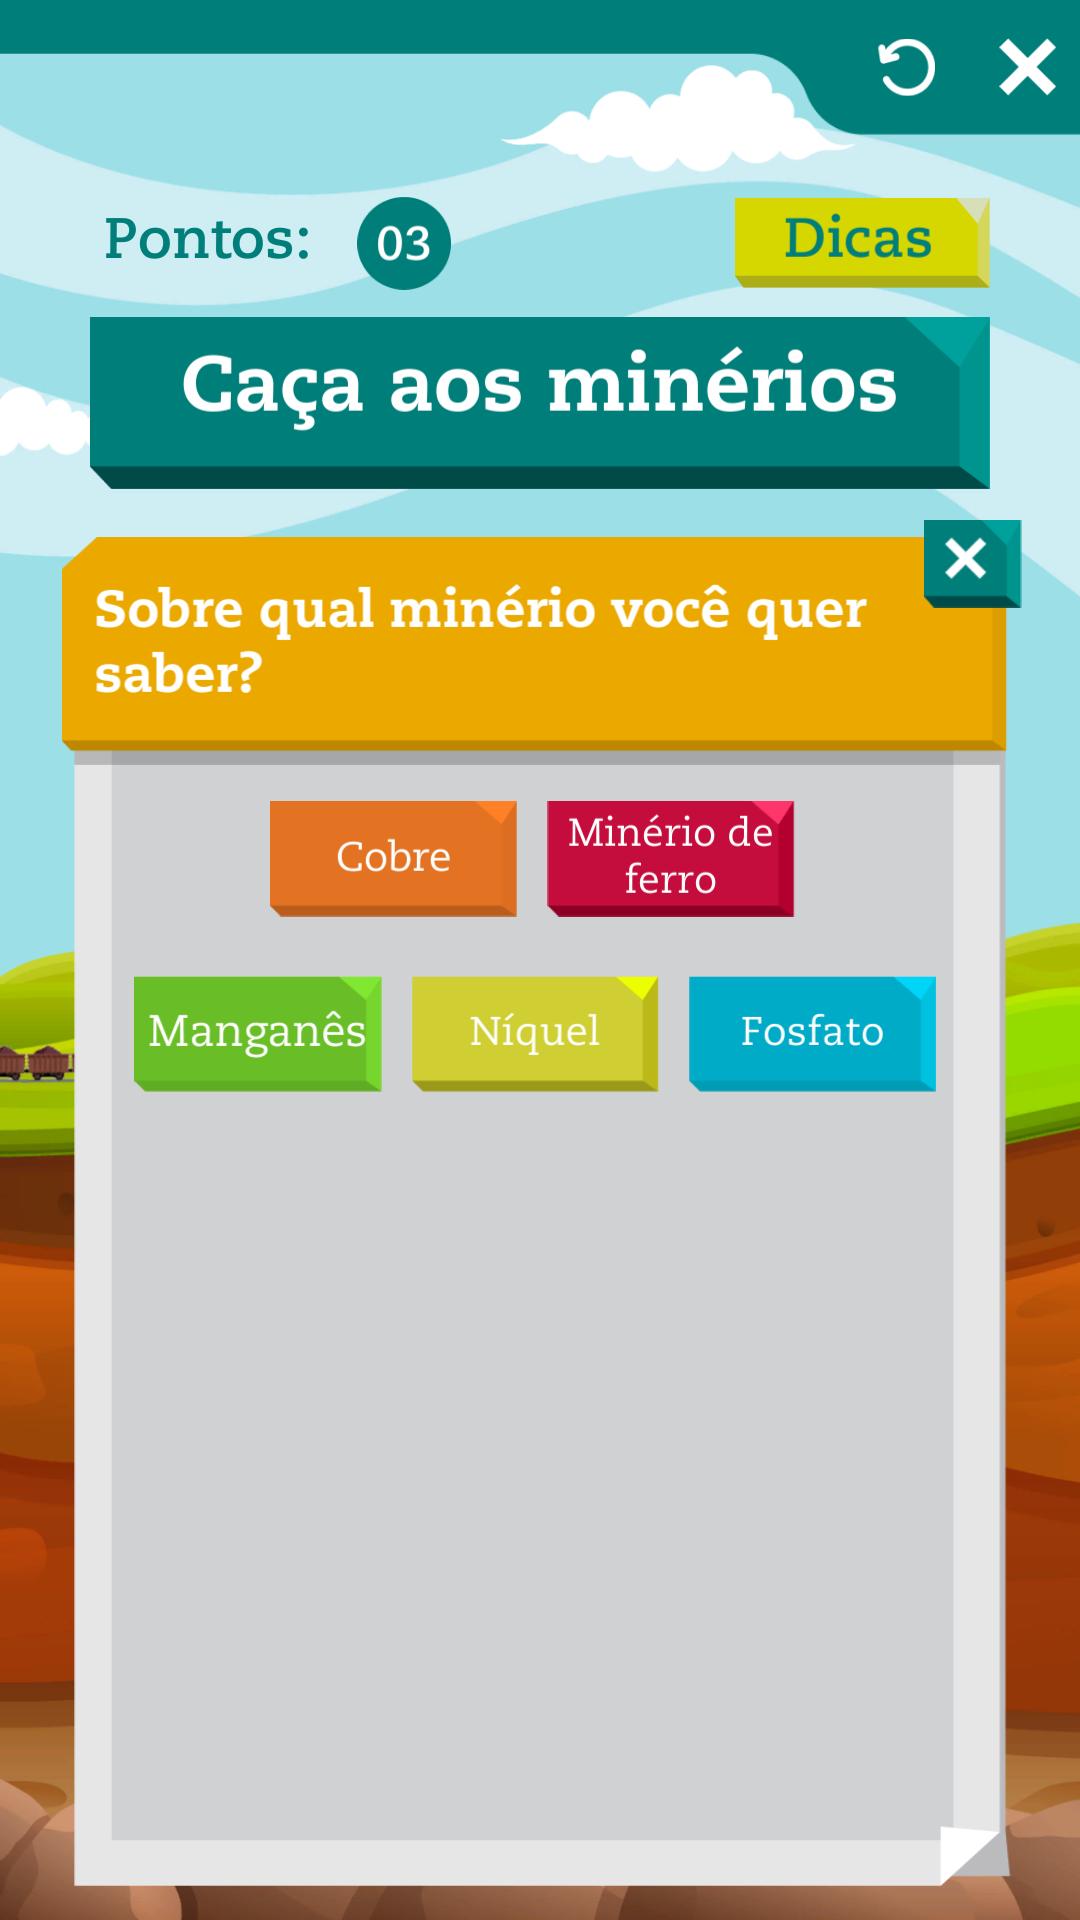 Pontos: 03
Dicas
Caça aos minérios
Sobre qual minério você quer
saber?
Cobre
Minério de
ferro
Manganês
Níquel
Fosfato